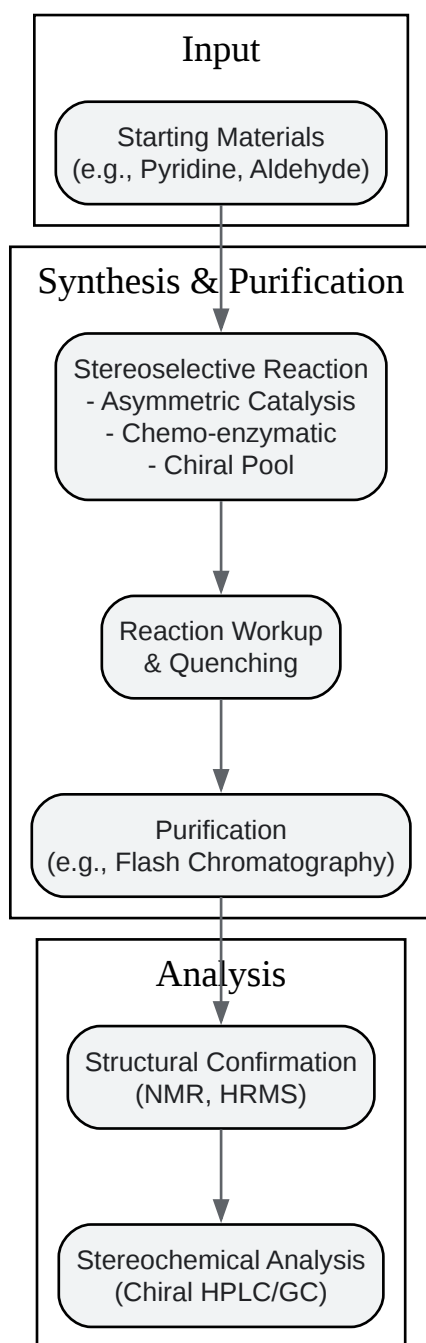 Input
Starting Materials
(e.g., Pyridine, Aldehyde)
Synthesis & Purification
Stereoselective Reaction
- Asymmetric Catalysis
- Chemo-enzymatic
- Chiral Pool
Reaction Workup
& Quenching
Purification
(e.g., Flash Chromatography)
Analysis
Structural Confirmation
(NMR, HRMS)
Stereochemical Analysis
(Chiral HPLC/GC)